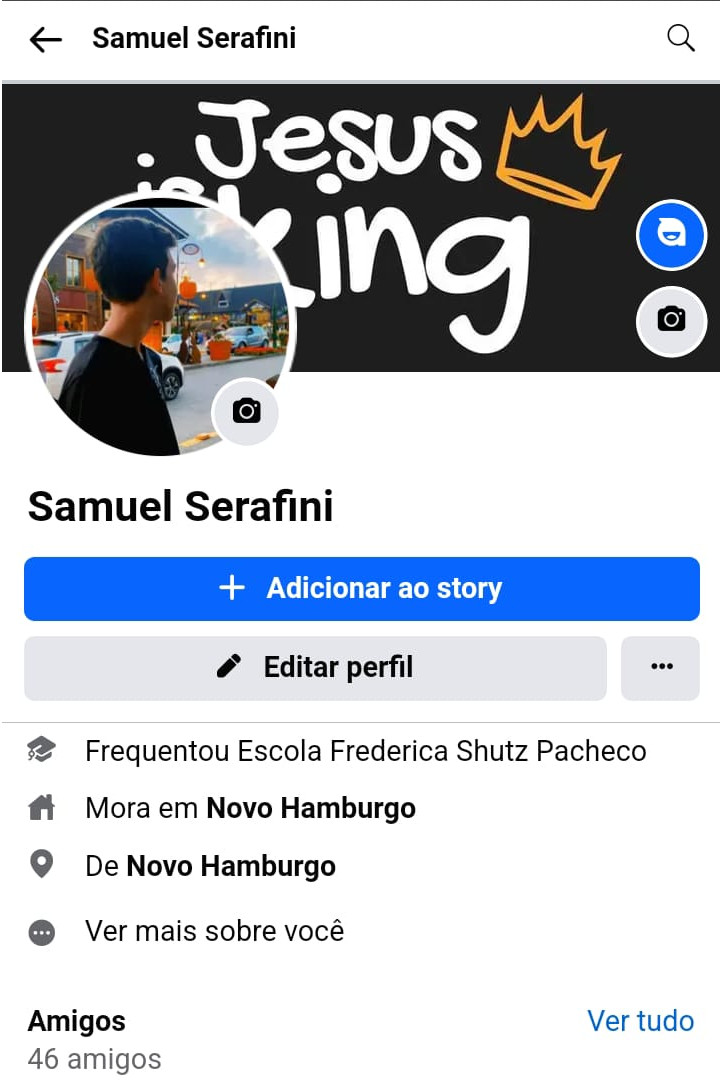 Samuel Serafini
Jesus
is King
Samuel Serafini
+ Adicionar ao story
Editar perfil
Frequentou Escola Frederica Shutz Pacheco
Mora em Novo Hamburgo
De Novo Hamburgo
Ver mais sobre você
Amigos
Ver tudo
46 amigos